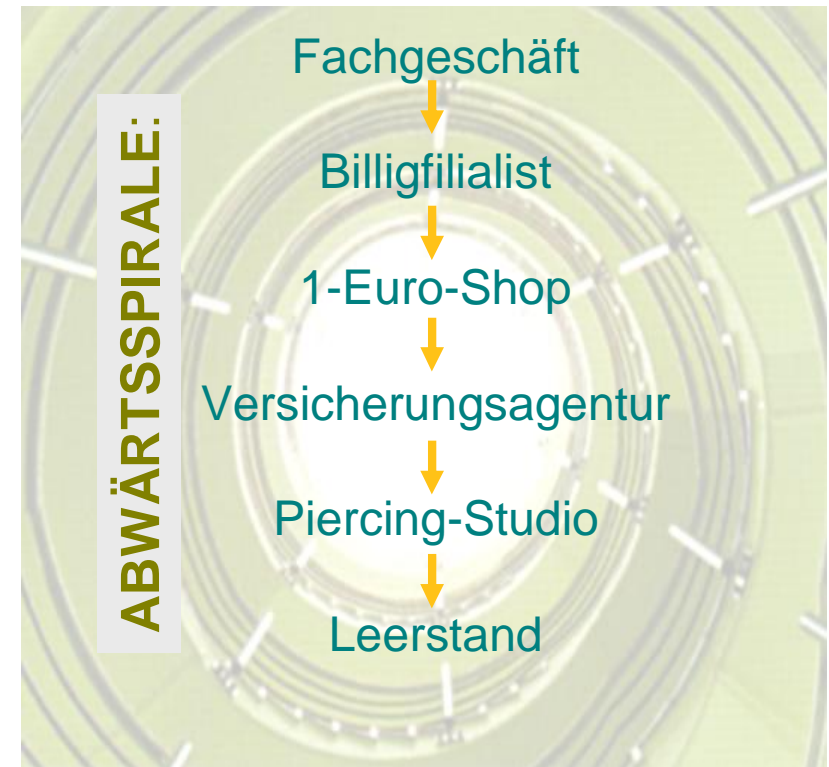 ABWÄRTSSPIRALE:
Fachgeschäft
Billigfilialist
1-Euro-Shop
Versicherungsagentur
Piercing-Studio
Leerstand